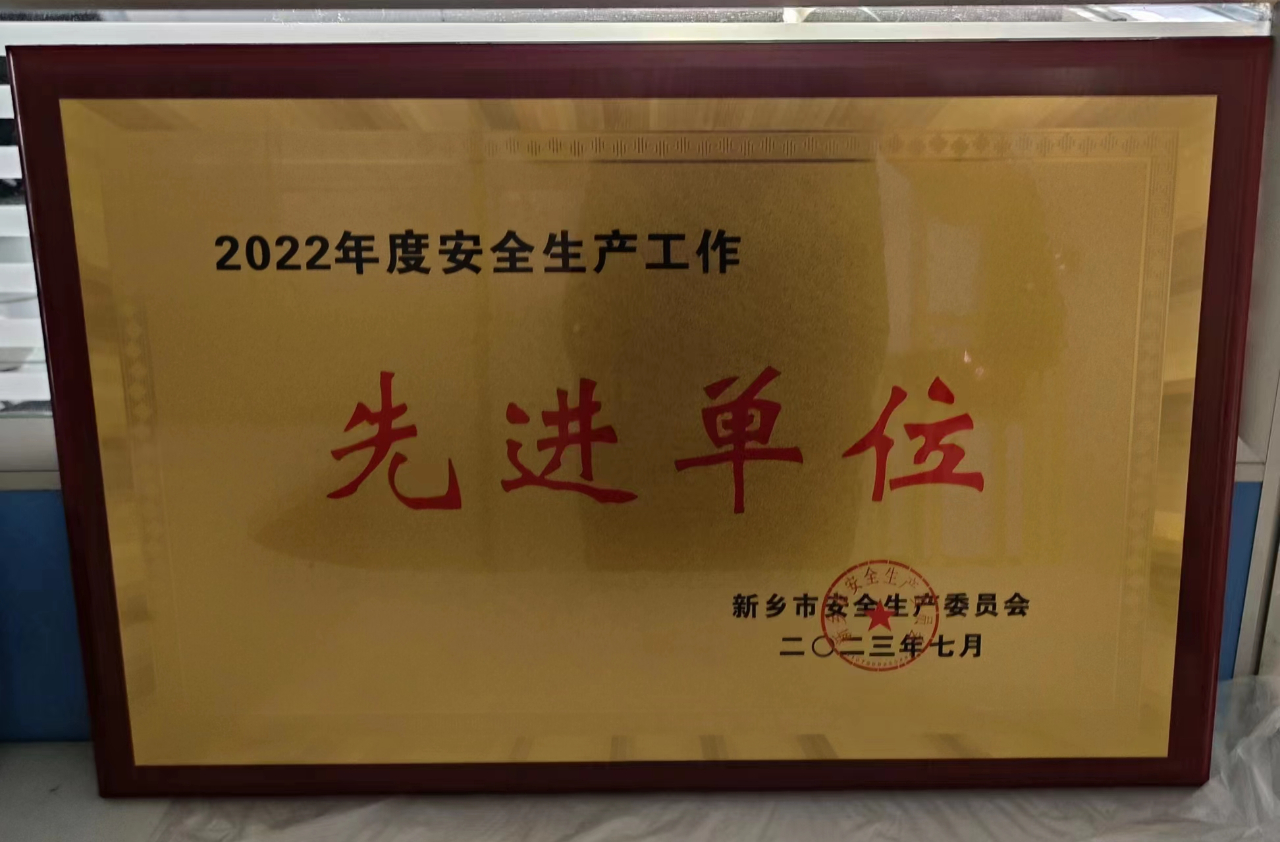 2022年度安全生产工作
先进单位
新乡市安全生产委员会
二〇二三年七月